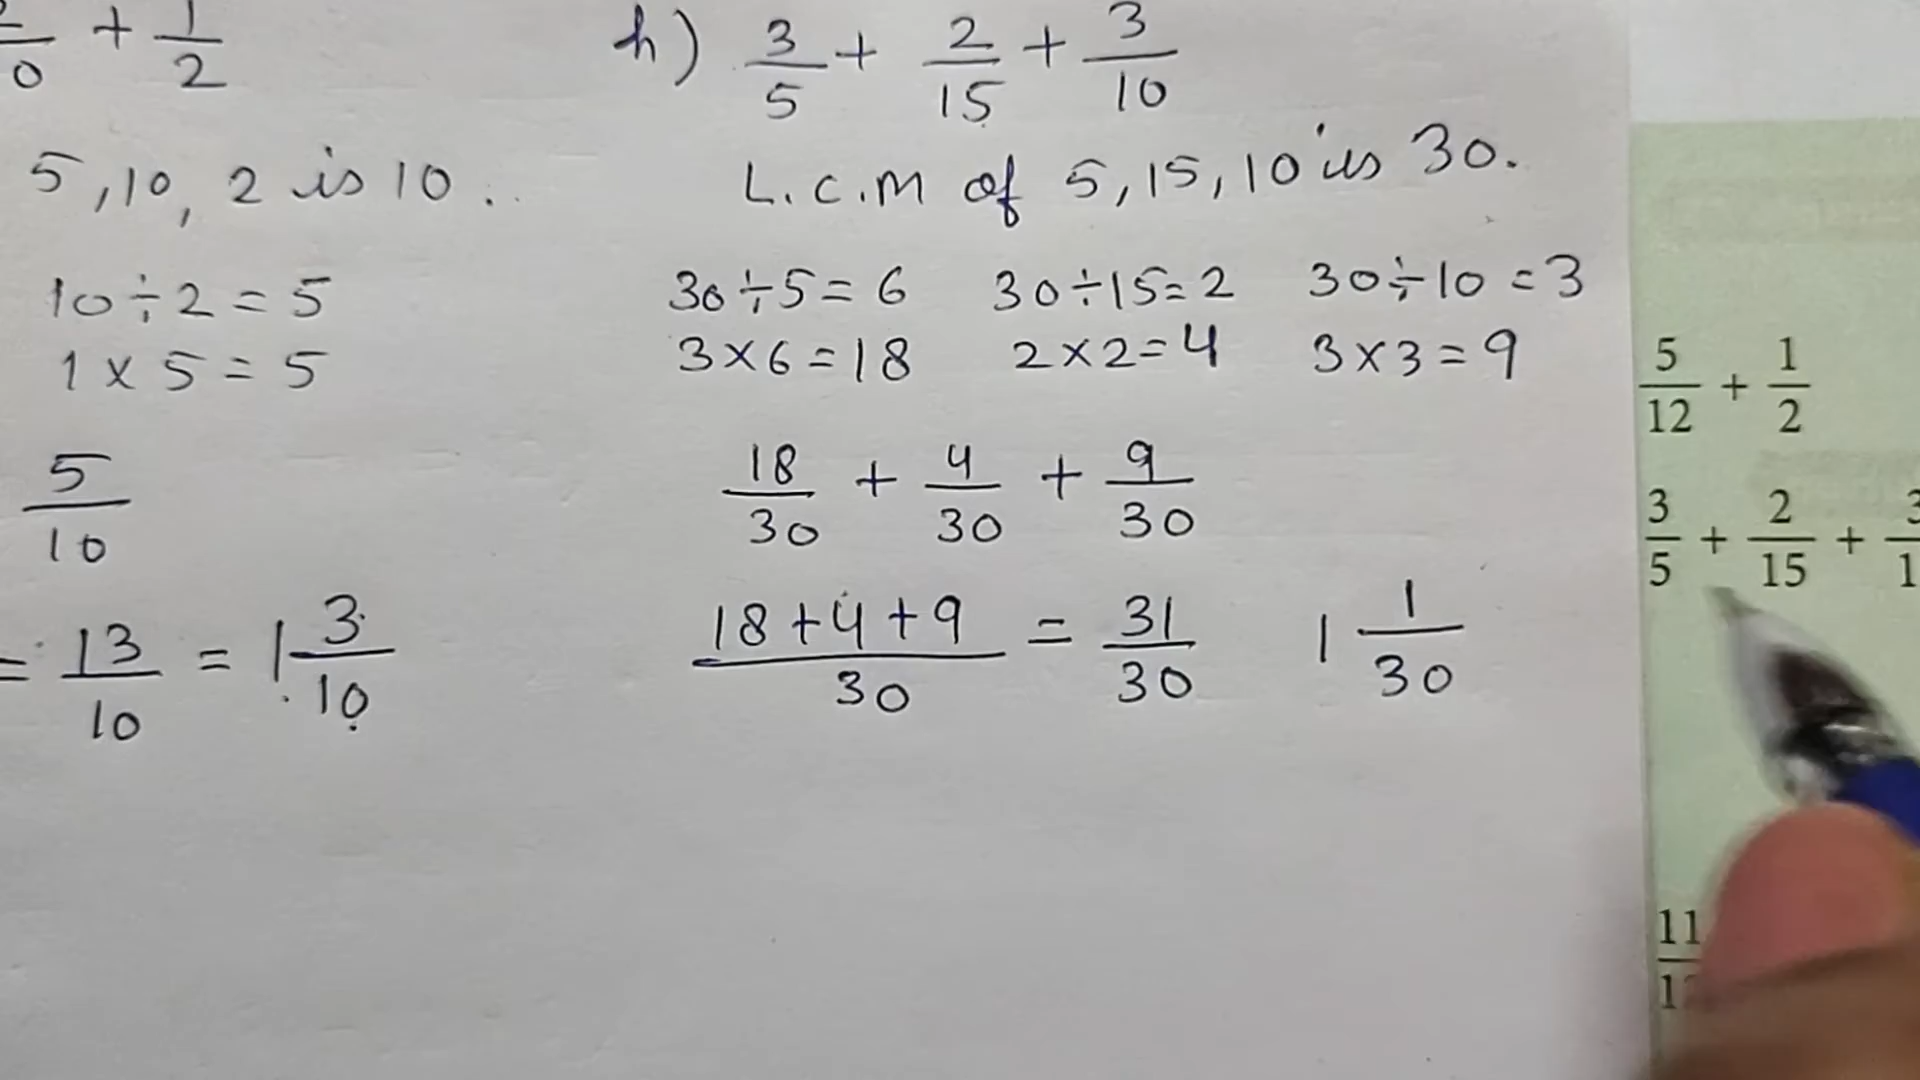 + 1/2
5, 10, 2 is 10.
10 ÷ 2 = 5
1 × 5 = 5
5/10
= 13/10 = 1 3/10
h) 3/5 + 2/15 + 3/10
L.C.M of 5, 15, 10 is 30.
30 ÷ 5 = 6 30 ÷ 15 = 2 30 ÷ 10 = 3
3 × 6 = 18 2 × 2 = 4 3 × 3 = 9
18/30 + 4/30 + 9/30
18 + 4 + 9/30 = 31/30 1 1/30
5/12 + 1/2
3/5 + 2/15 +
11